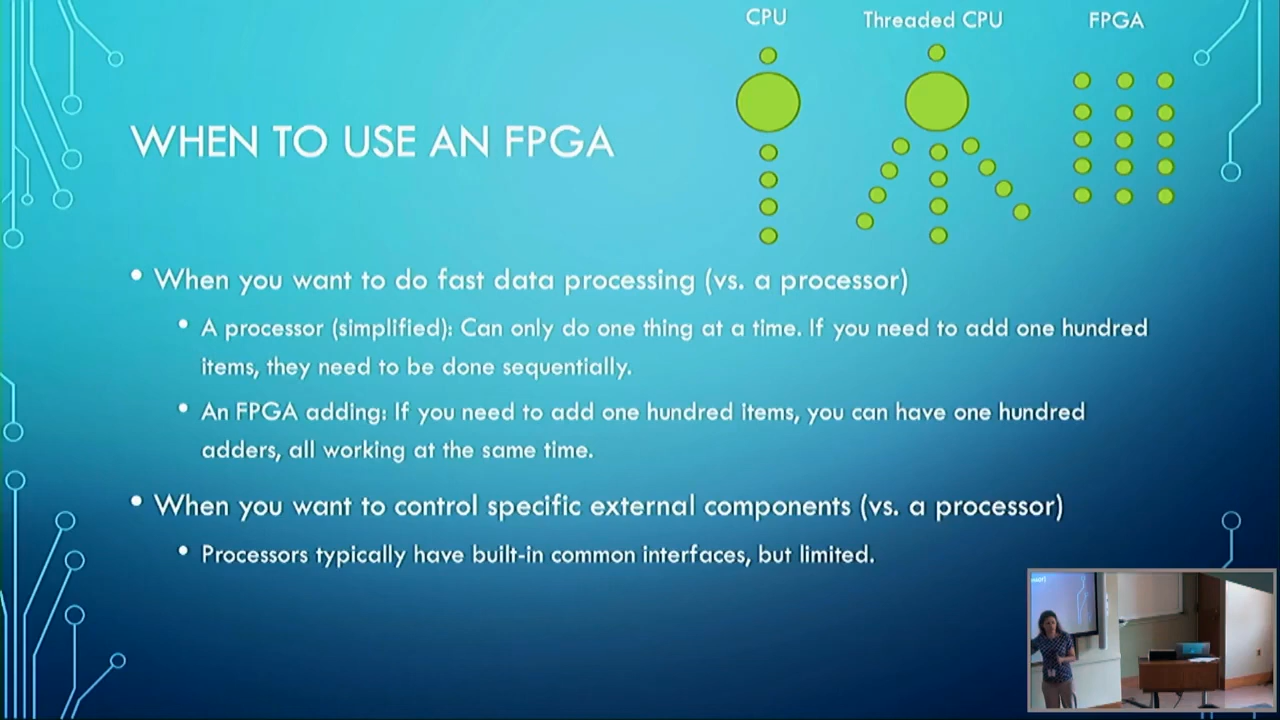 CPU
Threaded CPU
FPGA
WHEN TO USE AN FPGA
• When you want to do fast data processing (vs. a processor)
• A processor (simplified): Can only do one thing at a time. If you need to add one hundred
items, they need to be done sequentially.
• An FPGA adding: If you need to add one hundred items, you can have one hundred
adders, all working at the same time.
• When you want to control specific external components (vs. a processor)
• Processors typically have built-in common interfaces, but limited.